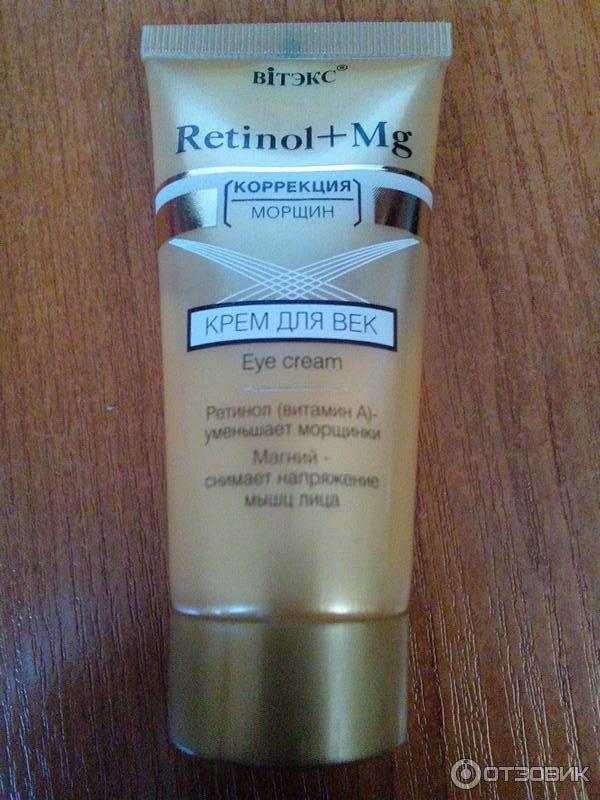 ВіТЭКС®
Retinol+Mg
КОРРЕКЦИЯ
МОРЩИН
КРЕМ ДЛЯ ВЕК
Eye cream
Ретинол (витамин А)-
уменьшает морщинки
Магний -
снимает напряжение
мышц лица
ОТЗОВИК